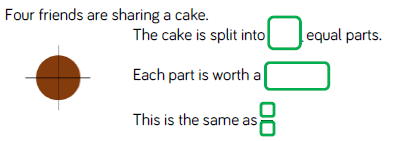 Four friends are sharing a cake.
The cake is split into equal parts.
Each part is worth a
This is the same as